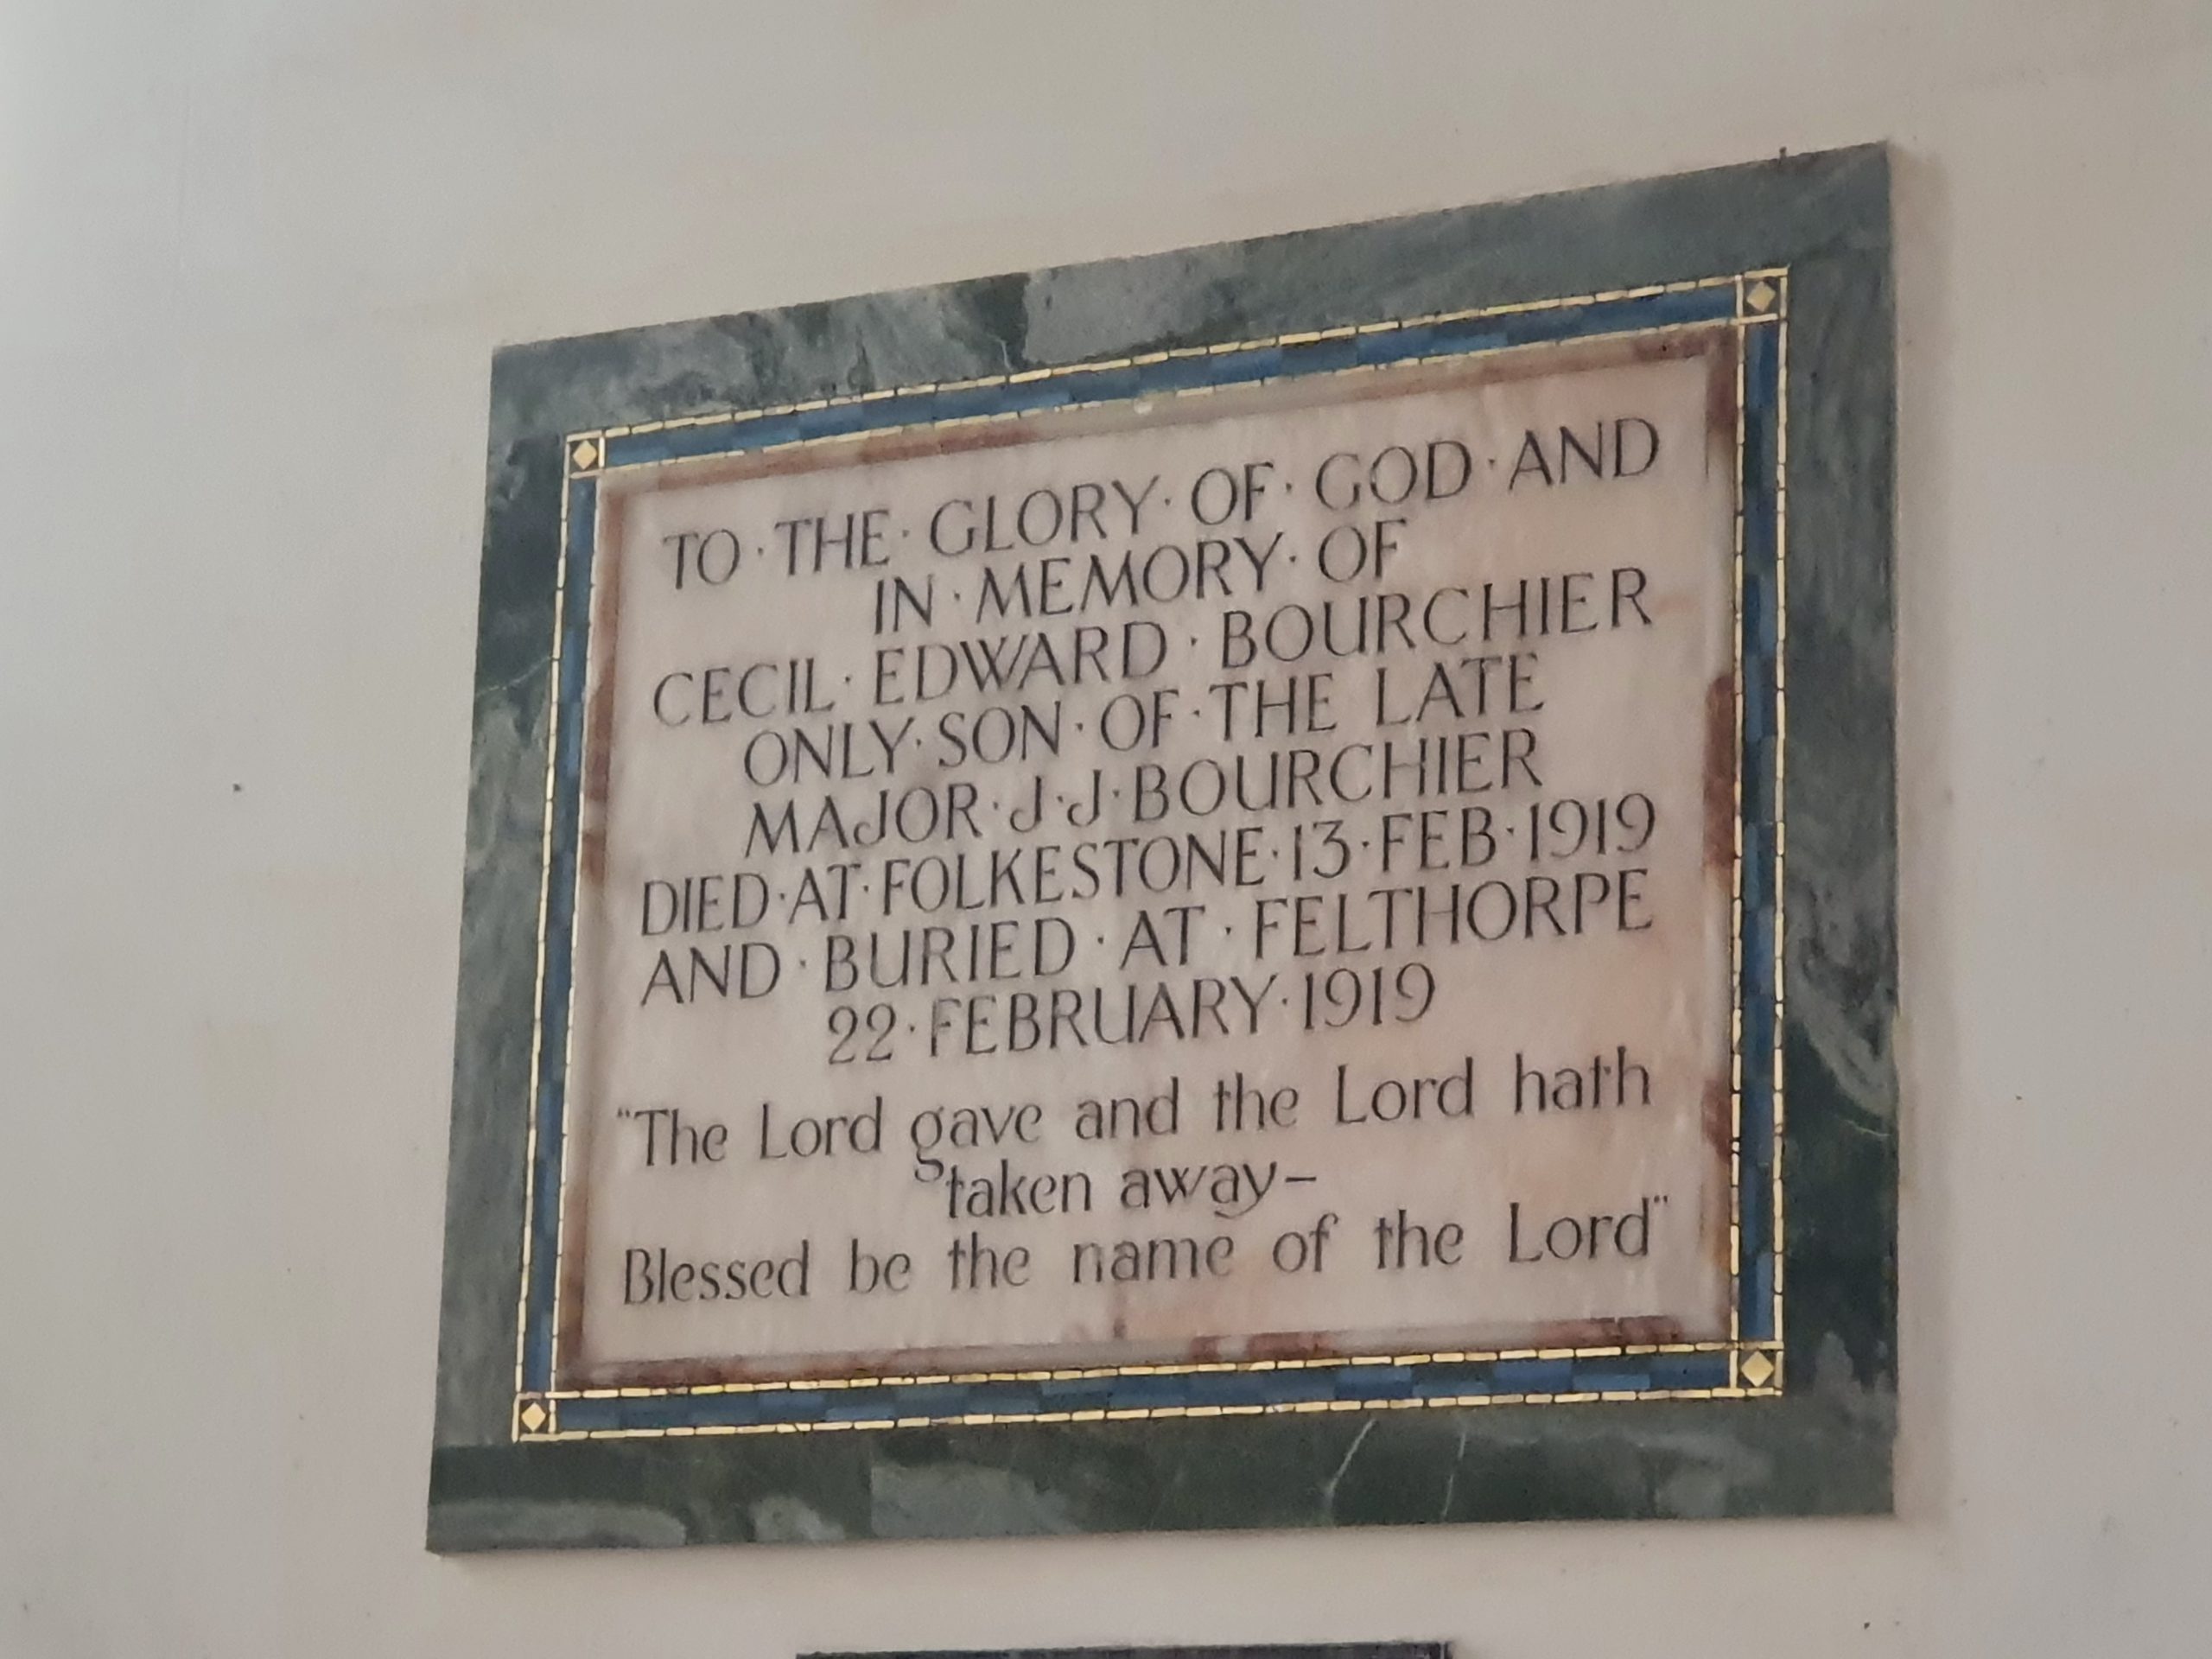 TO · THE · GLORY · OF · GOD · AND
IN · MEMORY · OF
CECIL · EDWARD · BOURCHIER
ONLY · SON · OF · THE LATE
MAJOR · J · J · BOURCHIER
DIED · AT · FOLKESTONE · 13 · FEB · 1919
AND · BURIED · AT · FELTHORPE
22 · FEBRUARY · 1919
"The Lord gave and the Lord hath
taken away–
Blessed be the name of the Lord"